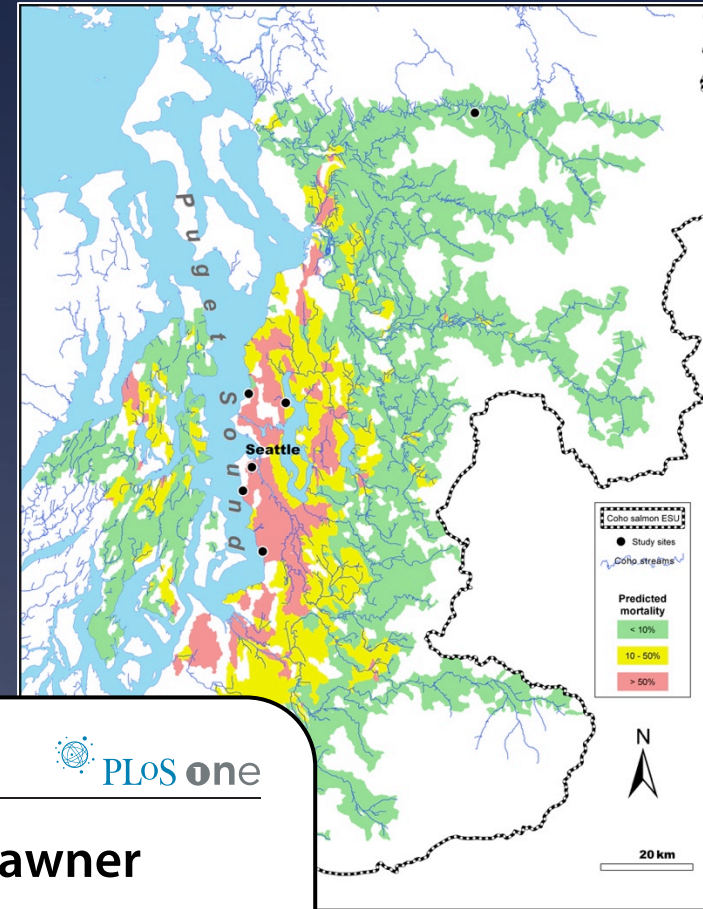 Puget Sound
Seattle
Coho salmon ESU
Study sites
Coho streams
Predicted
mortality
< 10%
10 - 50%
> 50%
N
20 km
PLoS one
awner